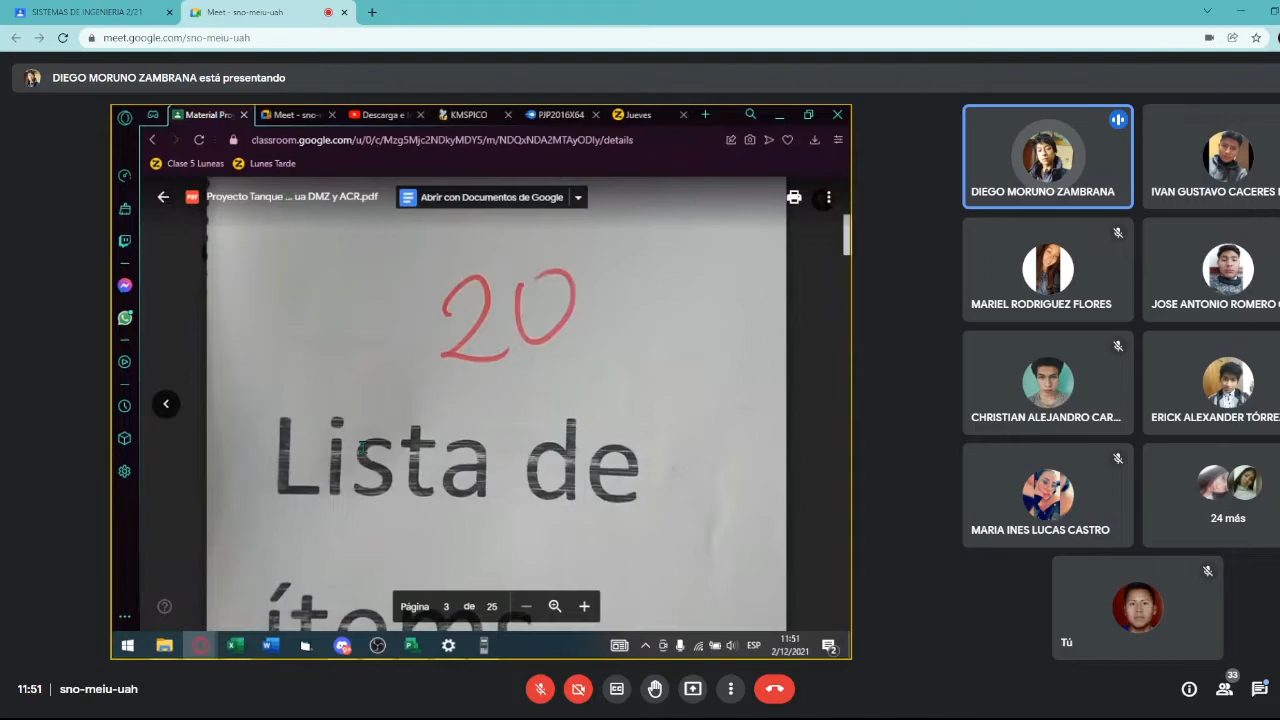 SISTEMAS DE INGENIERIA 2/21
Meet - sno-meiu-uah
meet.google.com/sno-meiu-uah
DIEGO MORUNO ZAMBRANA está presentando
Material Pro
Meet - sno-
Descarga e
KMSPICO
PJP2016X64
Jueves
classroom.google.com/u/0/c/Mzg5Mjc2NDkyMDY5/m/NDQxNDA2MTAyODIy/details
Clase 5 Luneas
Lunes Tarde
Proyecto Tanque ... ua DMZ y ACR.pdf
Abrir con Documentos de Google
20
Lista de
ítems
Página 3 de 25
ESP
11:51
2/12/2021
2
DIEGO MORUNO ZAMBRANA
IVAN GUSTAVO CACERES
MARIEL RODRIGUEZ FLORES
JOSE ANTONIO ROMERO
CHRISTIAN ALEJANDRO CAR...
ERICK ALEXANDER TÓRRE
MARIA INES LUCAS CASTRO
24 más
Tú
11:51 | sno-meiu-uah
33